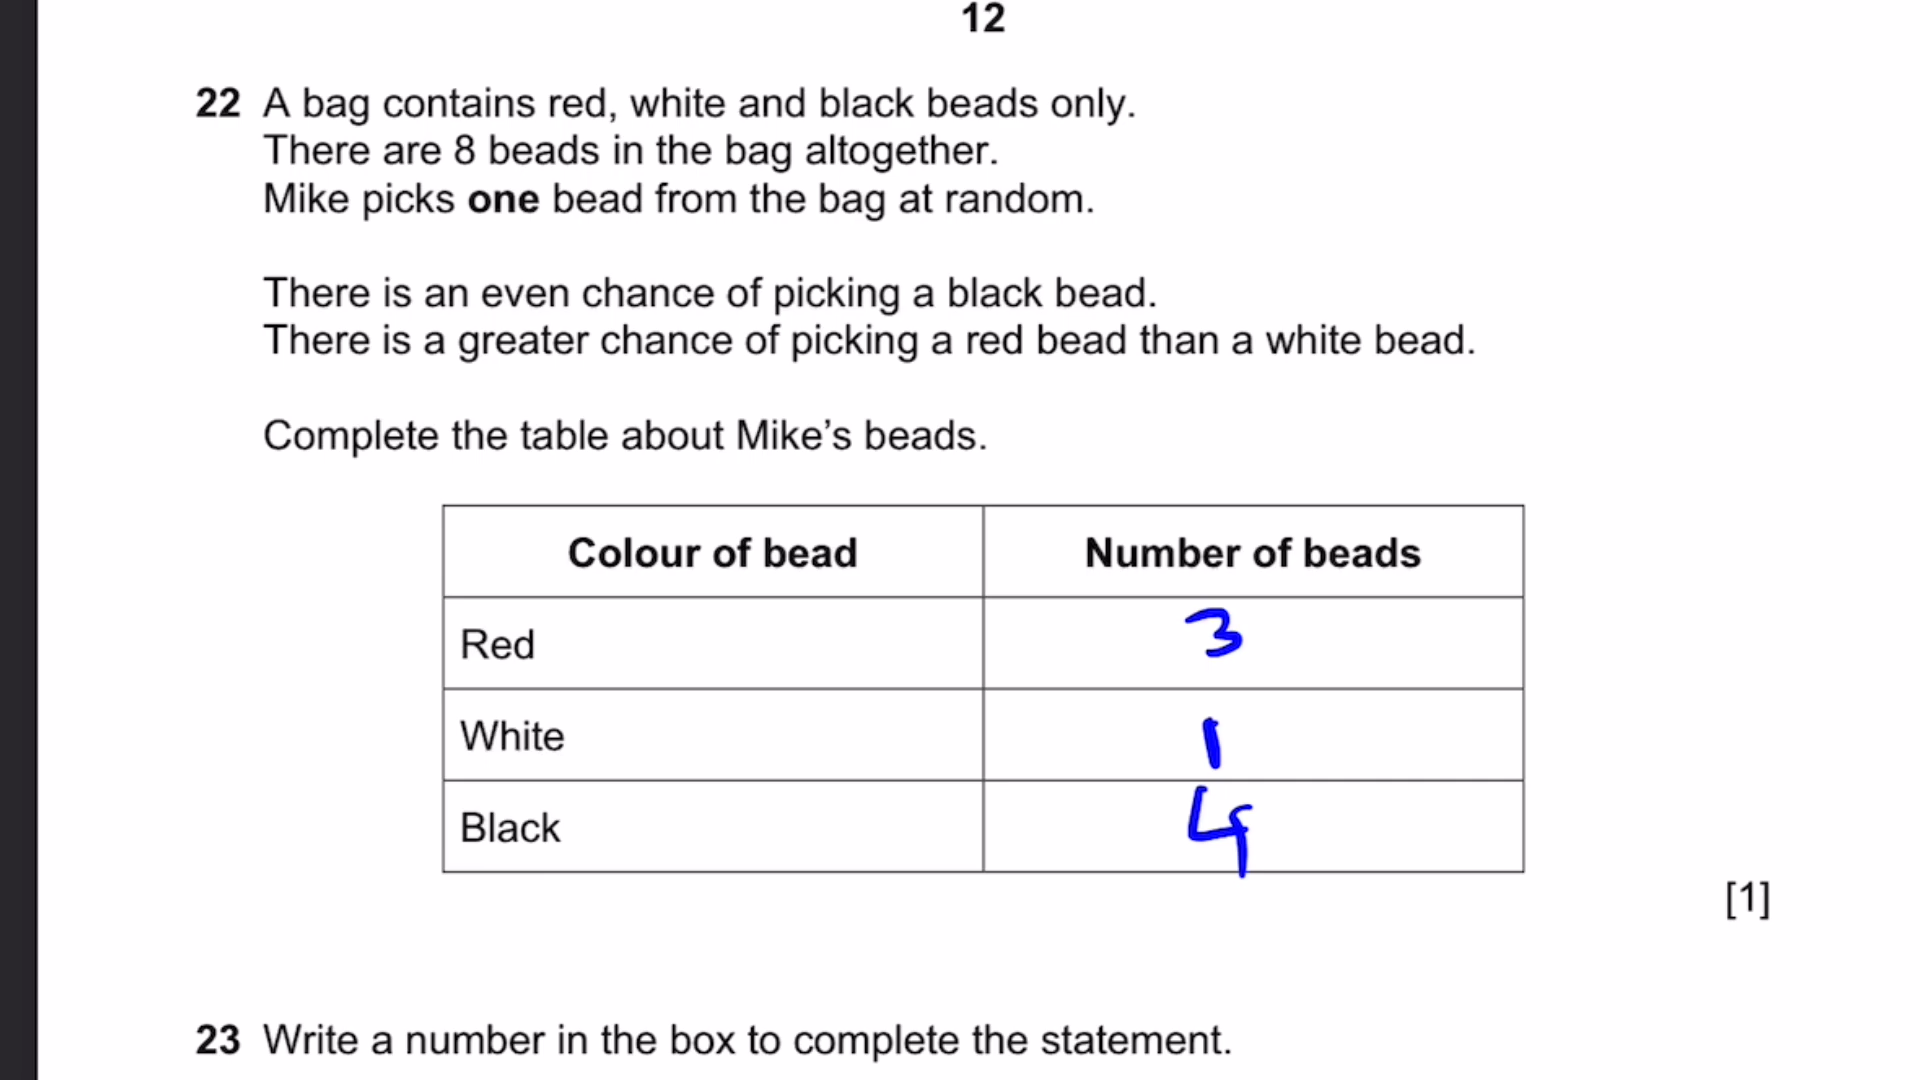 12
22 A bag contains red, white and black beads only.
There are 8 beads in the bag altogether.
Mike picks one bead from the bag at random.
There is an even chance of picking a black bead.
There is a greater chance of picking a red bead than a white bead.
Complete the table about Mike’s beads.
Colour of bead Number of beads
Red 3
White 1
Black 4
[1]
23 Write a number in the box to complete the statement.